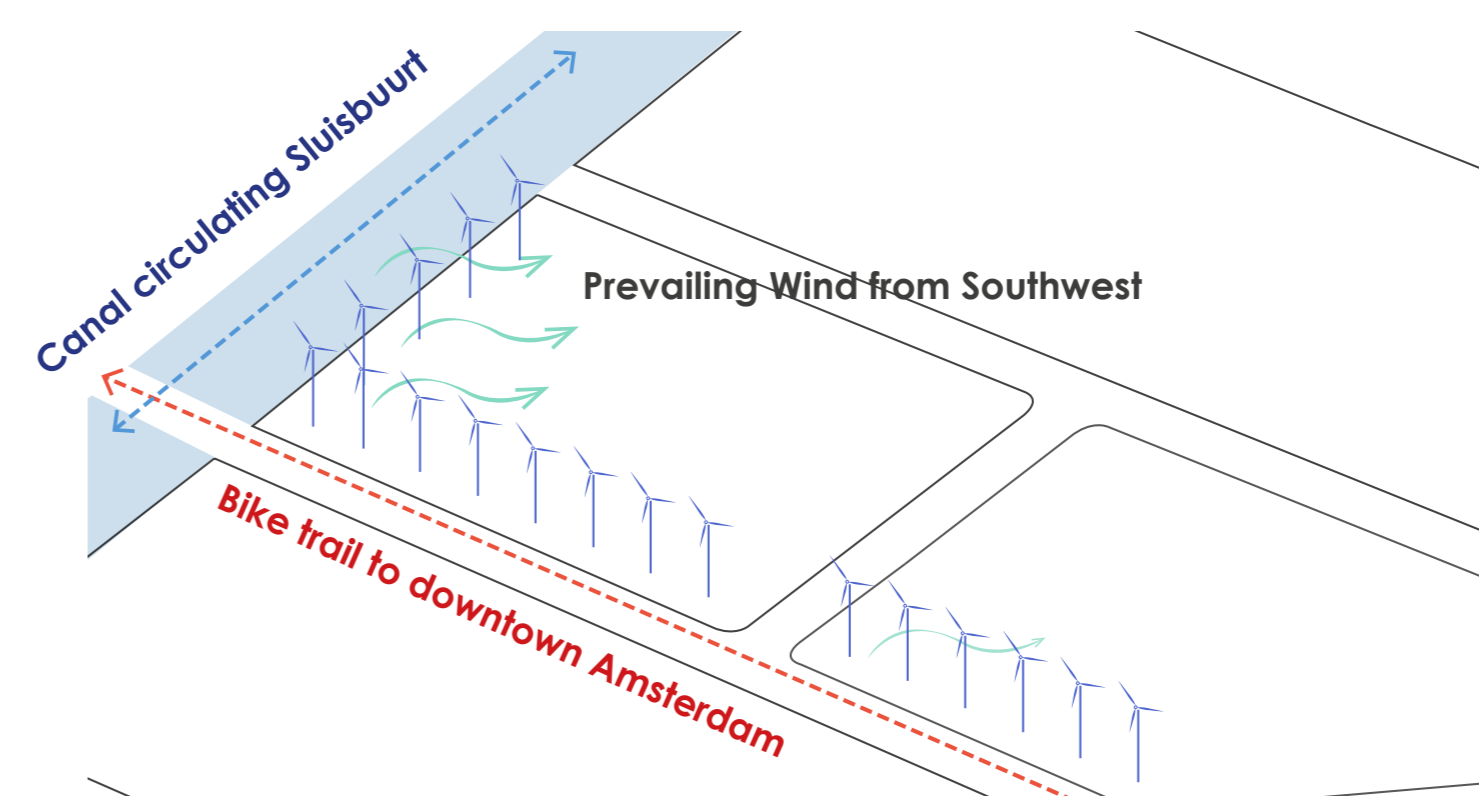 Canal circulating Sluisbuurt
Prevailing Wind from Southwest
Bike trail to downtown Amsterdam